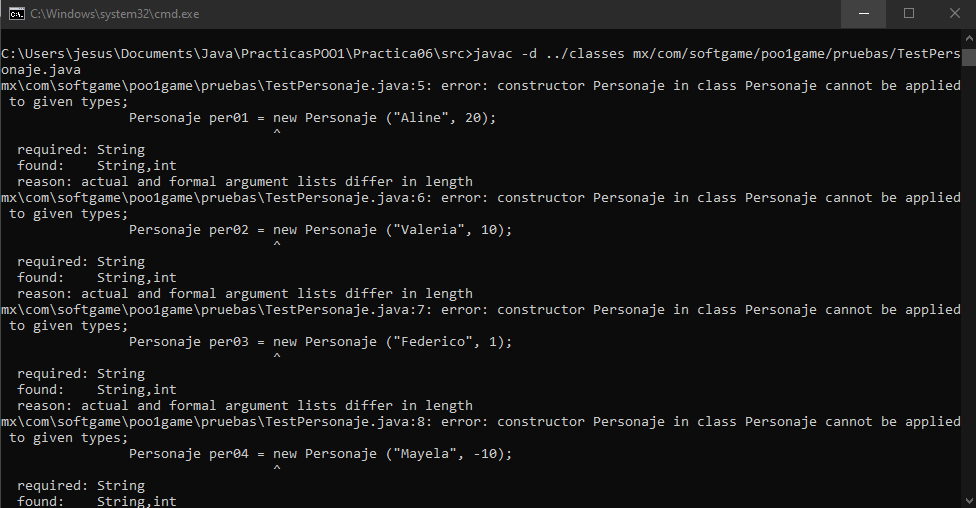 C:\Windows\system32\cmd.exe
C:\Users\jesus\Documents\Java\PracticasPOO1\Practica06\src>javac -d ../classes mx/com/softgame/poo1game/pruebas/TestPers
onaje.java
mx\com\softgame\poo1game\pruebas\TestPersonaje.java:5: error: constructor Personaje in class Personaje cannot be applied
 to given types;
                Personaje per01 = new Personaje ("Aline", 20);
                                  ^
  required: String
  found:    String,int
  reason: actual and formal argument lists differ in length
mx\com\softgame\poo1game\pruebas\TestPersonaje.java:6: error: constructor Personaje in class Personaje cannot be applied
 to given types;
                Personaje per02 = new Personaje ("Valeria", 10);
                                  ^
  required: String
  found:    String,int
  reason: actual and formal argument lists differ in length
mx\com\softgame\poo1game\pruebas\TestPersonaje.java:7: error: constructor Personaje in class Personaje cannot be applied
 to given types;
                Personaje per03 = new Personaje ("Federico", 1);
                                  ^
  required: String
  found:    String,int
  reason: actual and formal argument lists differ in length
mx\com\softgame\poo1game\pruebas\TestPersonaje.java:8: error: constructor Personaje in class Personaje cannot be applied
 to given types;
                Personaje per04 = new Personaje ("Mayela", -10);
                                  ^
  required: String
  found:    String,int